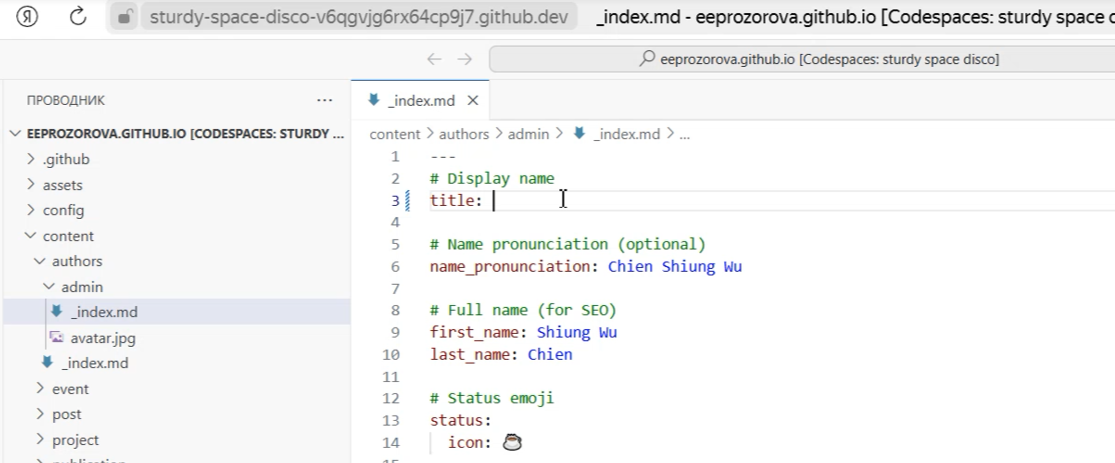 sturdy-space-disco-v6qgvjg6rx64cp9j7.github.dev _index.md - eeprozorova.github.io [Codespaces: sturdy space
eeprozorova.github.io [Codespaces: sturdy space disco]
ПРОВОДНИК ...
_index.md
EEPROZOROVA.GITHUB.IO [CODESPACES: STURDY ...
content > authors > admin > _index.md > ...
.github
assets
config
content
authors
admin
_index.md
avatar.jpg
_index.md
event
post
project
1 ---
2 # Display name
3 title:
4
5 # Name pronunciation (optional)
6 name_pronunciation: Chien Shiung Wu
7
8 # Full name (for SEO)
9 first_name: Shiung Wu
10 last_name: Chien
11
12 # Status emoji
13 status:
14 icon: ☕